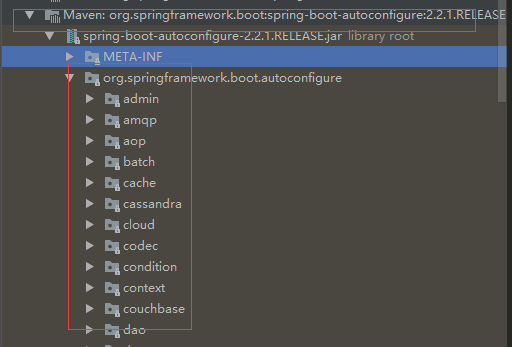 Maven: org.springframework.boot:spring-boot-autoconfigure:2.2.1.RELEASE
spring-boot-autoconfigure-2.2.1.RELEASE.jar library root
META-INF
org.springframework.boot.autoconfigure
admin
amqp
aop
batch
cache
cassandra
cloud
codec
condition
context
couchbase
dao